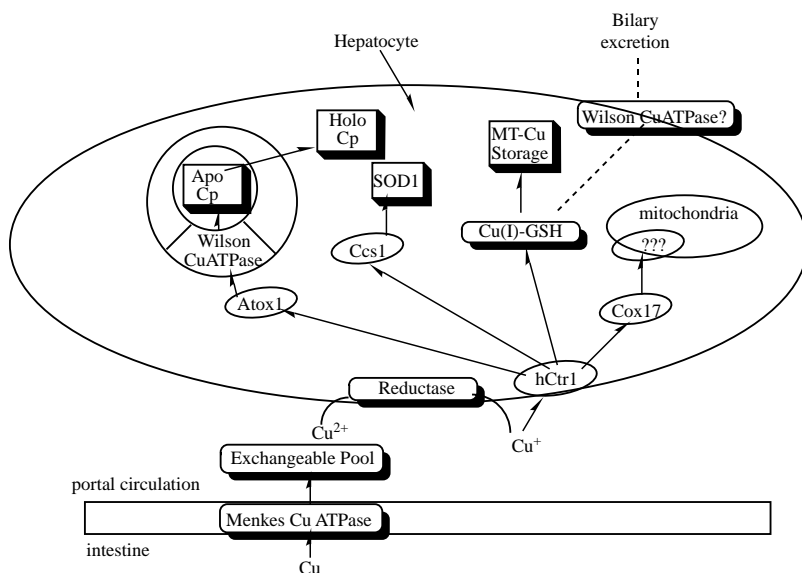 Bilary
excretion
Hepatocyte
Wilson CuATPase?
Holo
Cp
MT-Cu
Storage
Apo
Cp
SOD1
mitochondria
???
Wilson
CuATPase
Ccs1
Cu(I)-GSH
Atox1
Cox17
hCtr1
Reductase
Cu2+
Cu+
Exchangeable Pool
portal circulation
Menkes Cu ATPase
intestine
Cu